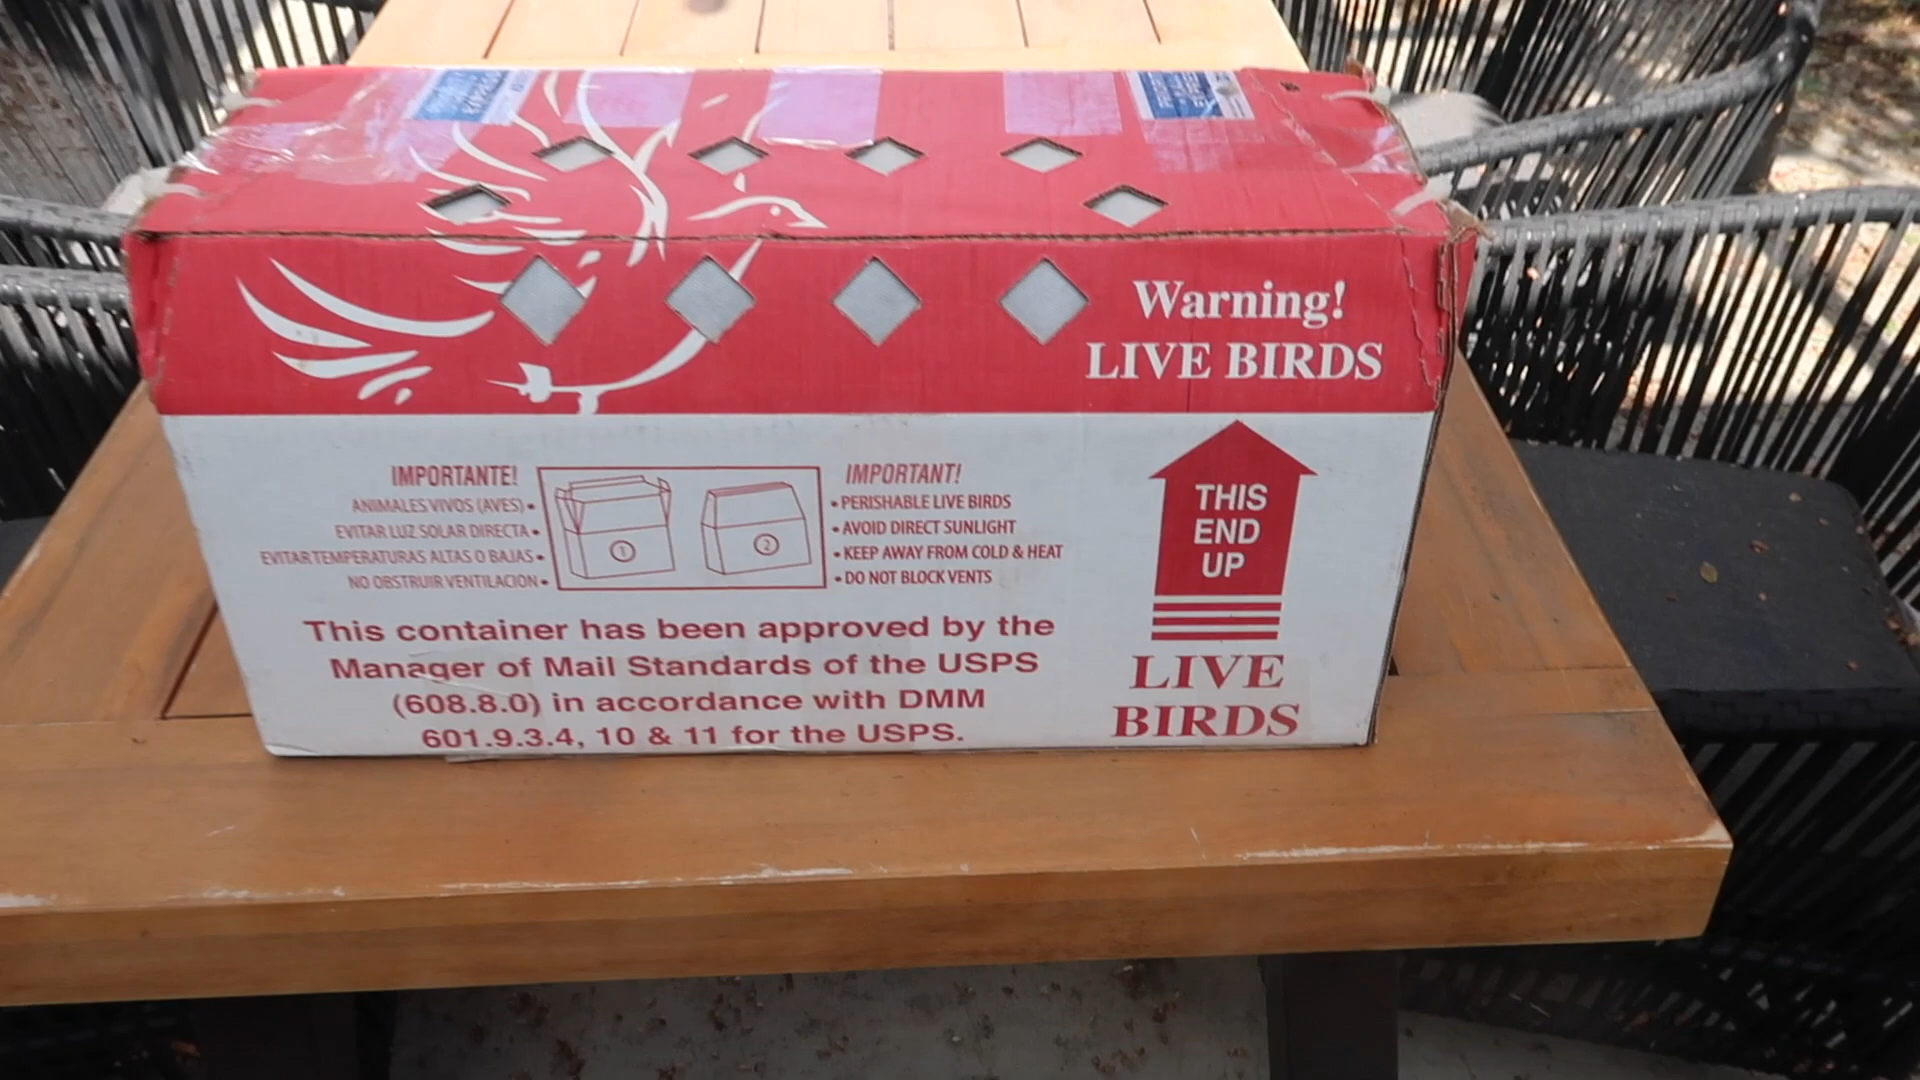 Warning!
LIVE BIRDS
IMPORTANTE!
ANIMALES VIVOS (AVES) •
EVITAR LUZ SOLAR DIRECTA •
EVITAR TEMPERATURAS ALTAS O BAJAS •
NO OBSTRUIR VENTILACION •
1
2
IMPORTANT!
• PERISHABLE LIVE BIRDS
• AVOID DIRECT SUNLIGHT
• KEEP AWAY FROM COLD & HEAT
• DO NOT BLOCK VENTS
THIS
END
UP
This container has been approved by the
Manager of Mail Standards of the USPS
(608.8.0) in accordance with DMM
601.9.3.4, 10 & 11 for the USPS.
LIVE
BIRDS